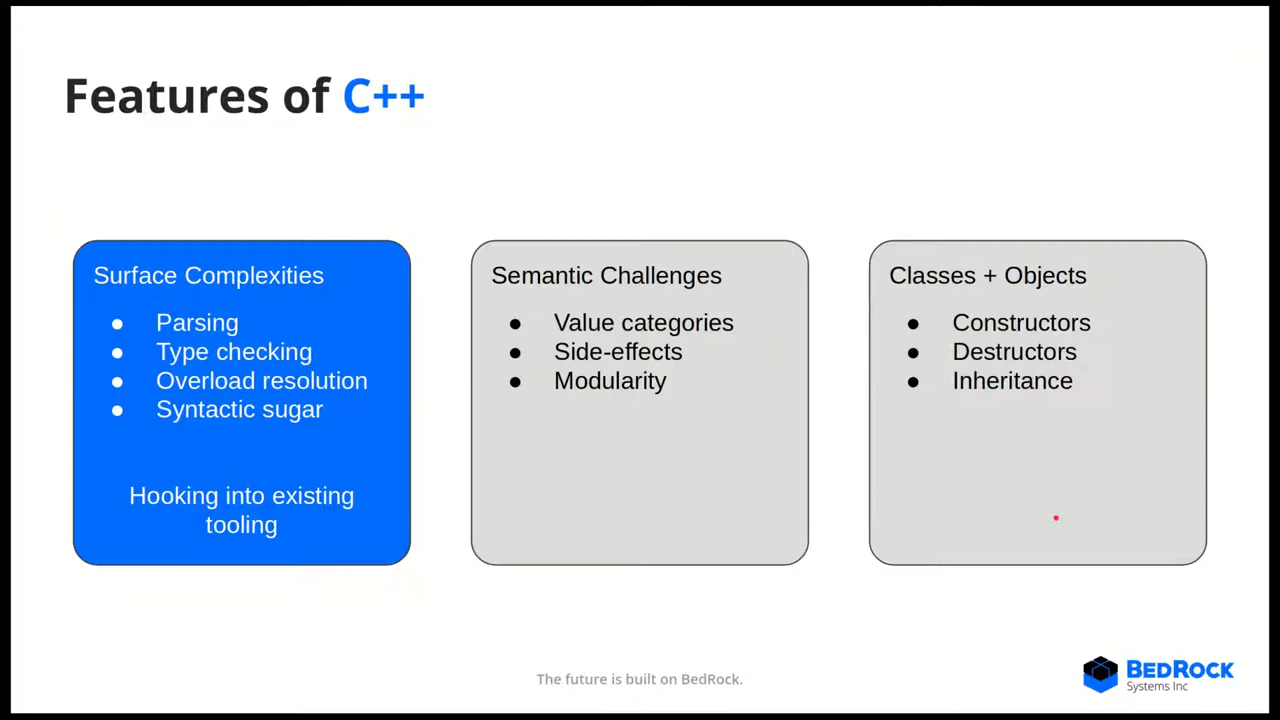 Features of C++
Surface Complexities
● Parsing
● Type checking
● Overload resolution
● Syntactic sugar
Hooking into existing
tooling
Semantic Challenges
● Value categories
● Side-effects
● Modularity
Classes + Objects
● Constructors
● Destructors
● Inheritance
The future is built on BedRock.
BEDROCK
Systems Inc